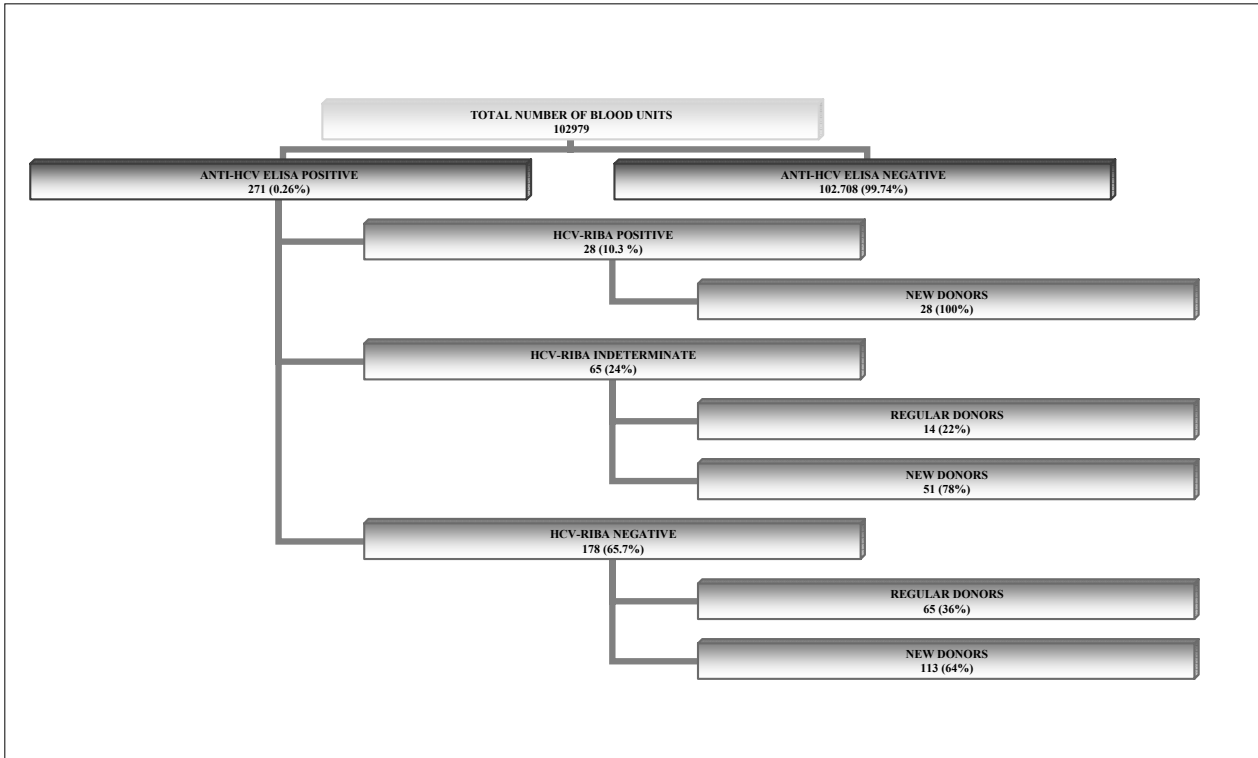 TOTAL NUMBER OF BLOOD UNITS
102979
ANTI-HCV ELISA POSITIVE
271 (0.26%)
ANTI-HCV ELISA NEGATIVE
102.708 (99.74%)
HCV-RIBA POSITIVE
28 (10.3 %)
NEW DONORS
28 (100%)
HCV-RIBA INDETERMINATE
65 (24%)
REGULAR DONORS
14 (22%)
NEW DONORS
51 (78%)
HCV-RIBA NEGATIVE
178 (65.7%)
REGULAR DONORS
65 (36%)
NEW DONORS
113 (64%)